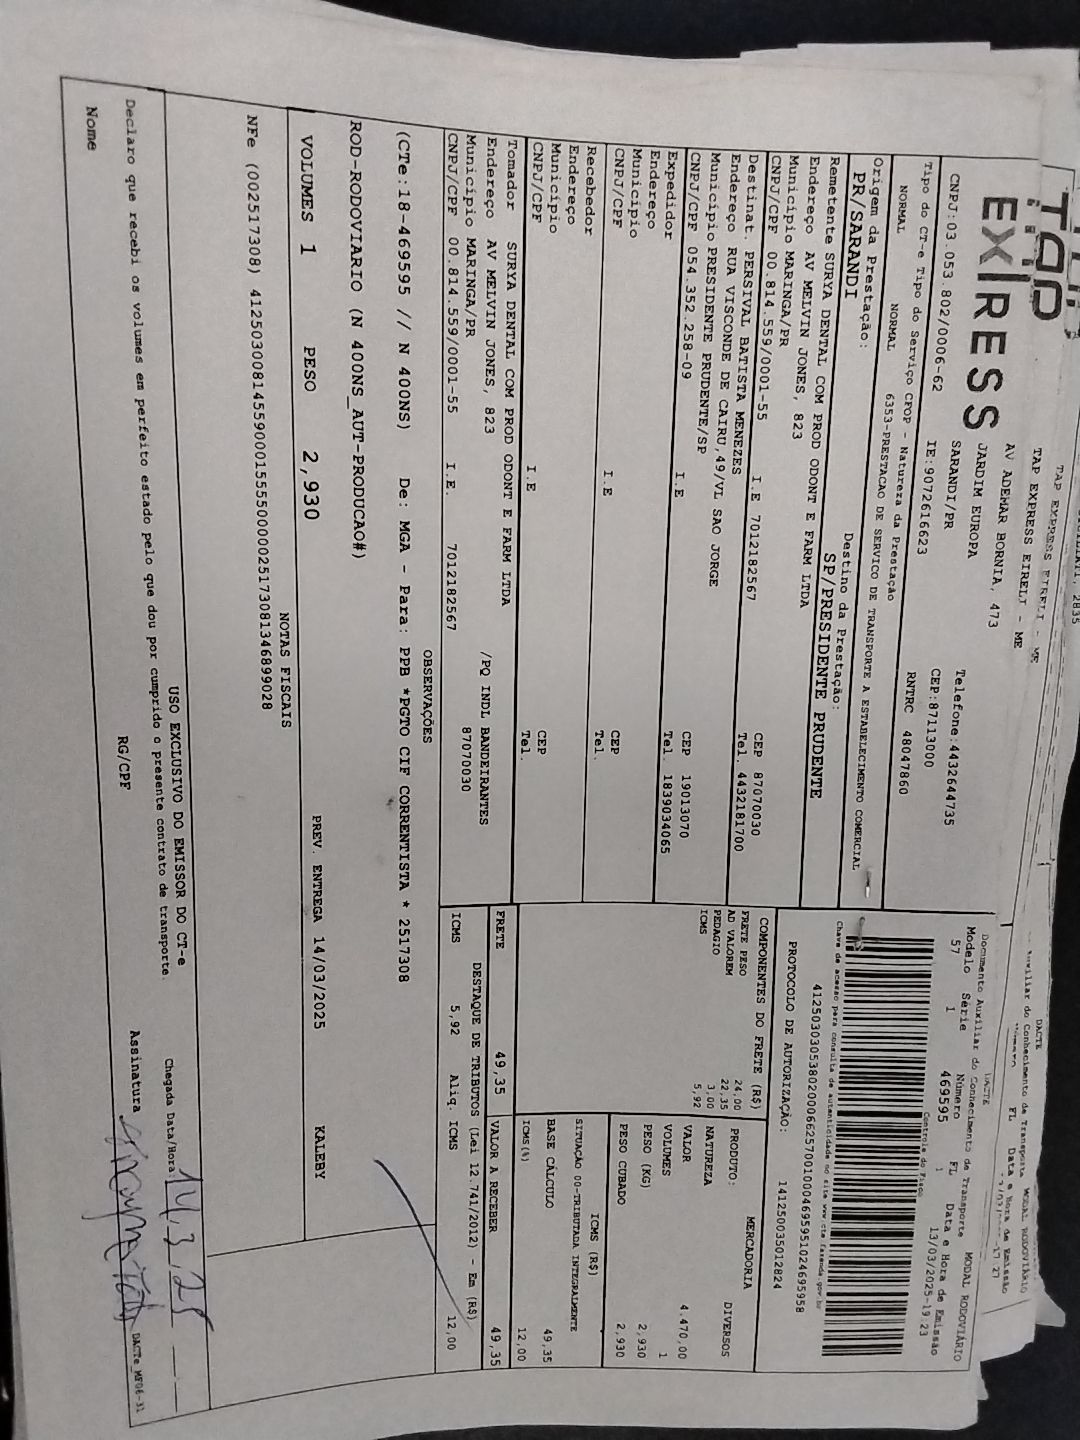 TAP EXPRESS EIRELI - ME
TAP EXPRESS EIRELI - ME
AV ADEMAR BORNIA, 473
JARDIM EUROPA
SARANDI/PR
Telefone:4432644735
CEP:87113000
CNPJ:03.053.802/0006-62
IE:9072616623
RNTRC 48047860
DACTE
Documento Auxiliar do Conhecimento de Transporte MODAL RODOVIÁRIO
Modelo Série Número FL Data e Hora de Emissão
57 1 469595 1 13/03/2025-19:23
Controle do Fisco
Chave de acesso para consulta de autenticidade no site www.cte.fazenda.gov.br
41250303053802000662570010004695951024695958
PROTOCOLO DE AUTORIZAÇÃO: 141250035012824
Tipo do CT-e Tipo do Serviço CFOP - Natureza da Prestação
NORMAL NORMAL 6353-PRESTACAO DE SERVICO DE TRANSPORTE A ESTABELECIMENTO COMERCIAL
Origem da Prestação: Destino da Prestação:
PR/SARANDI SP/PRESIDENTE PRUDENTE
Remetente SURYA DENTAL COM PROD ODONT E FARM LTDA
Endereço AV MELVIN JONES, 823
Município MARINGA/PR CEP 87070030
CNPJ/CPF 00.814.559/0001-55 I.E 7012182567 Tel. 4432181700
Destinat. PERSIVAL BATISTA MENEZES
Endereço RUA VISCONDE DE CAIRU,49/VL SAO JORGE
Município PRESIDENTE PRUDENTE/SP CEP 19013070
CNPJ/CPF 054.352.258-09 I.E Tel. 1839034065
Expedidor
Endereço
Município CEP
CNPJ/CPF I.E Tel.
Recebedor
Endereço
Município CEP
CNPJ/CPF I.E Tel.
Tomador SURYA DENTAL COM PROD ODONT E FARM LTDA
Endereço AV MELVIN JONES, 823 /PQ INDL BANDEIRANTES
Município MARINGA/PR 87070030
CNPJ/CPF 00.814.559/0001-55 I.E. 7012182567
COMPONENTES DO FRETE (R$)
FRETE PESO 24,00
AD VALOREM 22,35
PEDAGIO 3,00
ICMS 5,92
MERCADORIA
PRODUTO: DIVERSOS
NATUREZA
VALOR 4.470,00
VOLUMES 1
PESO (KG) 2,930
PESO CUBADO 2,930
ICMS (R$)
SITUAÇÃO 00-TRIBUTADA INTEGRALMENTE
BASE CÁLCULO 49,35
ICMS(%) 12,00
FRETE 49,35 VALOR A RECEBER 49,35
DESTAQUE DE TRIBUTOS (Lei 12.741/2012) - Em (R$)
ICMS 5,92 Aliq. ICMS 12,00
OBSERVAÇÕES
(CTe:18-469595 // N 400NS) De: MGA - Para: PPB *PGTO CIF CORRENTISTA * 2517308
ROD-RODOVIARIO (N 400NS_AUT-PRODUCAO#)
VOLUMES 1 PESO 2,930 PREV. ENTREGA 14/03/2025 KALEBY
NOTAS FISCAIS
NFe (002517308) 41250300814559000155550000025173081346899028
USO EXCLUSIVO DO EMISSOR DO CT-e
Declaro que recebi os volumes em perfeito estado pelo que dou por cumprido o presente contrato de transporte.
Chegada Data/Hora 14,3,25
Nome RG/CPF Assinatura
DACTe_MF06-31